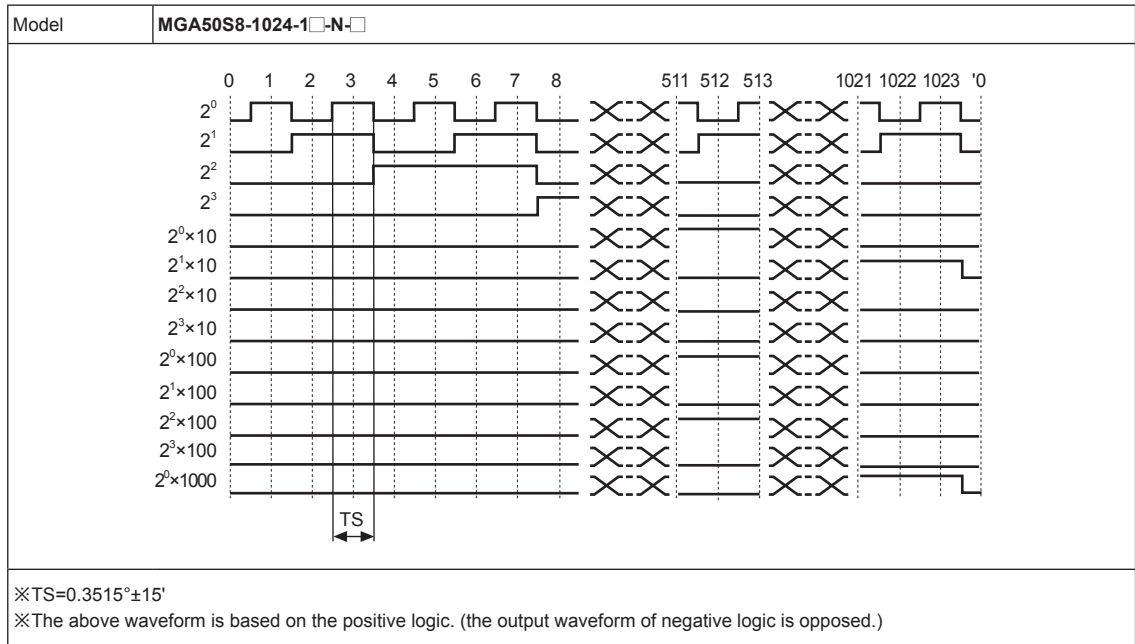 Model MGA50S8-1024-1□-N-□
0 1 2 3 4 5 6 7 8 511 512 513 1021 1022 1023 '0
2⁰
2¹
2²
2³
2⁰×10
2¹×10
2²×10
2³×10
2⁰×100
2¹×100
2²×100
2³×100
2⁰×1000
TS
※TS=0.3515°±15'
※The above waveform is based on the positive logic. (the output waveform of negative logic is opposed.)